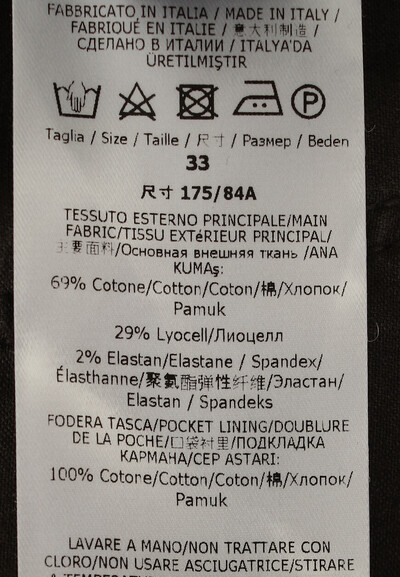 FABBRICATO IN ITALIA / MADE IN ITALY /
FABRIQUÉ EN ITALIE / 意大利制造 /
СДЕЛАНО В ИТАЛИИ / ITALYA'DA
ÜRETILMIŞTIR
P
Taglia / Size / Taille / 尺寸 / Размер / Beden
33
尺寸 175/84A
TESSUTO ESTERNO PRINCIPALE/MAIN
FABRIC/TISSU EXTéRIEUR PRINCIPAL/
主要面料/Основная внешняя ткань /ANA
KUMAş:
69% Cotone/Cotton/Coton/棉/Хлопок/
Pamuk
29% Lyocell/Лиоцелл
2% Elastan/Elastane / Spandex/
Élasthanne/聚氨酯弹性纤维/Эластан/
Elastan / Spandeks
FODERA TASCA/POCKET LINING/DOUBLURE
DE LA POCHE/口袋衬里/ПОДКЛАДКА
КАРМАНА/CEP ASTARI:
100% Cotone/Cotton/Coton/棉/Хлопок/
Pamuk
LAVARE A MANO/NON TRATTARE CON
CLORO/NON USARE ASCIUGATRICE/STIRARE